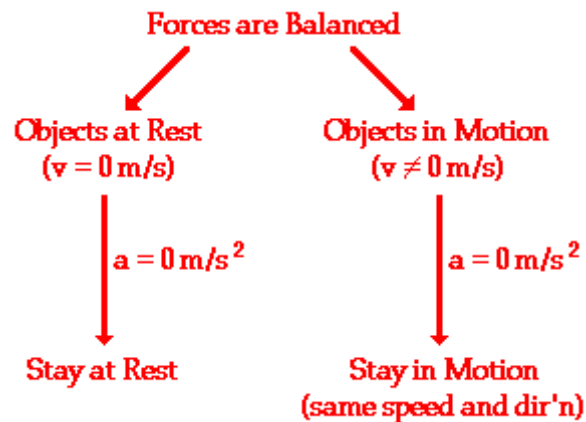 Forces are Balanced
Objects at Rest
(v = 0 m/s)
Objects in Motion
(v ≠ 0 m/s)
a = 0 m/s²
a = 0 m/s²
Stay at Rest
Stay in Motion
(same speed and dir'n)